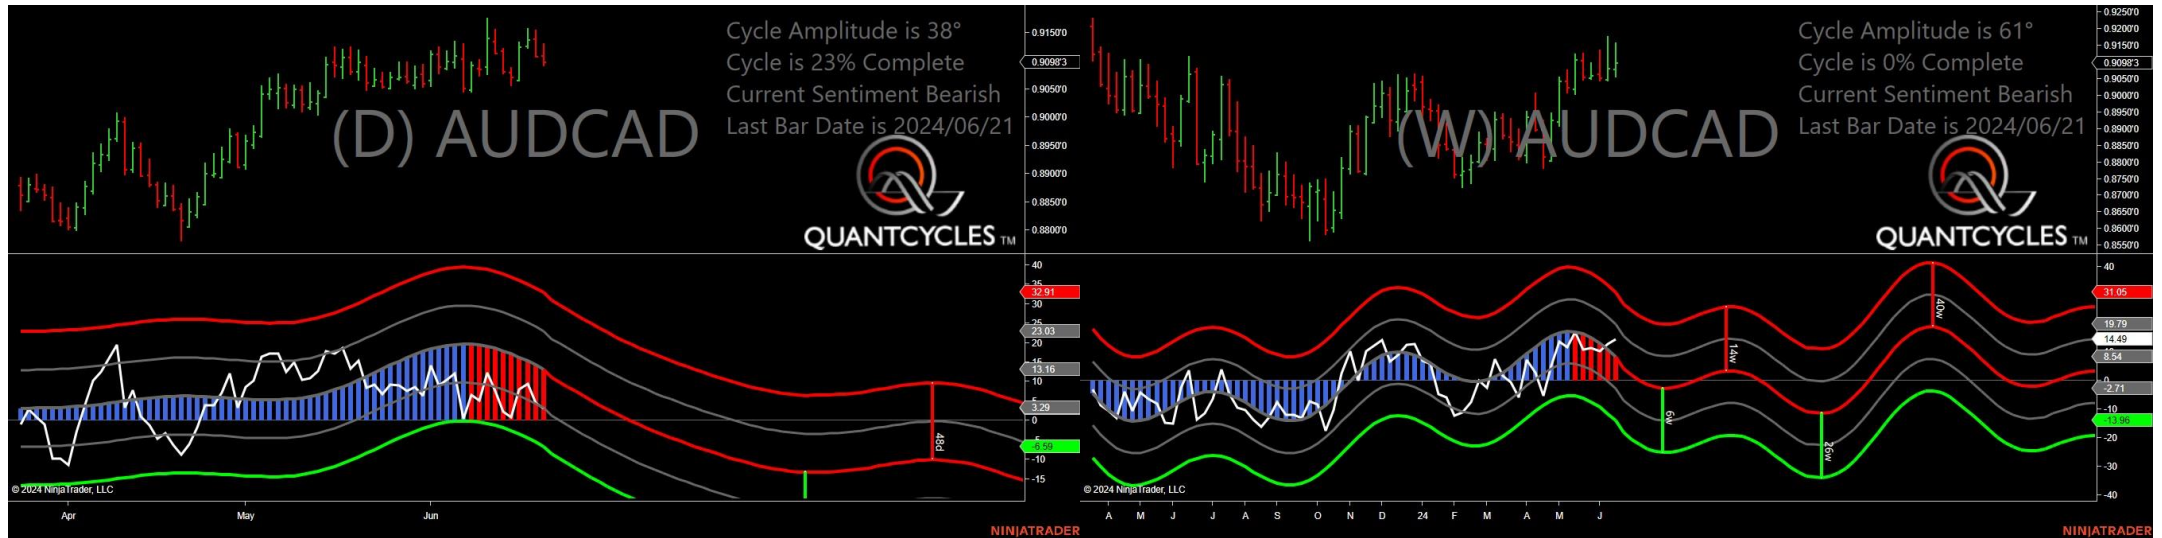 Cycle Amplitude is 38°
Cycle is 23% Complete
Current Sentiment Bearish
Last Bar Date is 2024/06/21
(D) AUDCAD
QUANTCYCLES TM
0.9150'0
0.9098'3
0.9050'0
0.9000'0
0.8950'0
0.8900'0
0.8850'0
0.8800'0
40
35
32.91
30
25
23.03
20
15
13.16
10
3.29
0
-6.59
-10
-15
48d
© 2024 NinjaTrader, LLC
Apr May Jun
NINJATRADER
Cycle Amplitude is 61°
Cycle is 0% Complete
Current Sentiment Bearish
Last Bar Date is 2024/06/21
(W) AUDCAD
QUANTCYCLES TM
0.9250'0
0.9200'0
0.9150'0
0.9098'3
0.9050'0
0.9000'0
0.8950'0
0.8900'0
0.8850'0
0.8800'0
0.8750'0
0.8700'0
0.8650'0
0.8600'0
0.8550'0
40
31.05
19.79
14.49
8.54
0
-2.71
-10
-13.96
-20
-30
-40
14w
40w
6w
26w
© 2024 NinjaTrader, LLC
A M J J A S O N D 24 F M A M J
NINJATRADER